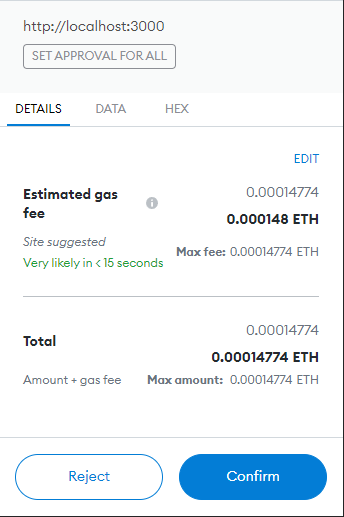 http://localhost:3000
SET APPROVAL FOR ALL
DETAILS DATA HEX
EDIT
Estimated gas fee
0.00014774
0.000148 ETH
Site suggested
Max fee: 0.00014774 ETH
Very likely in < 15 seconds
0.00014774
Total
0.00014774 ETH
Amount + gas fee Max amount: 0.00014774 ETH
Reject Confirm